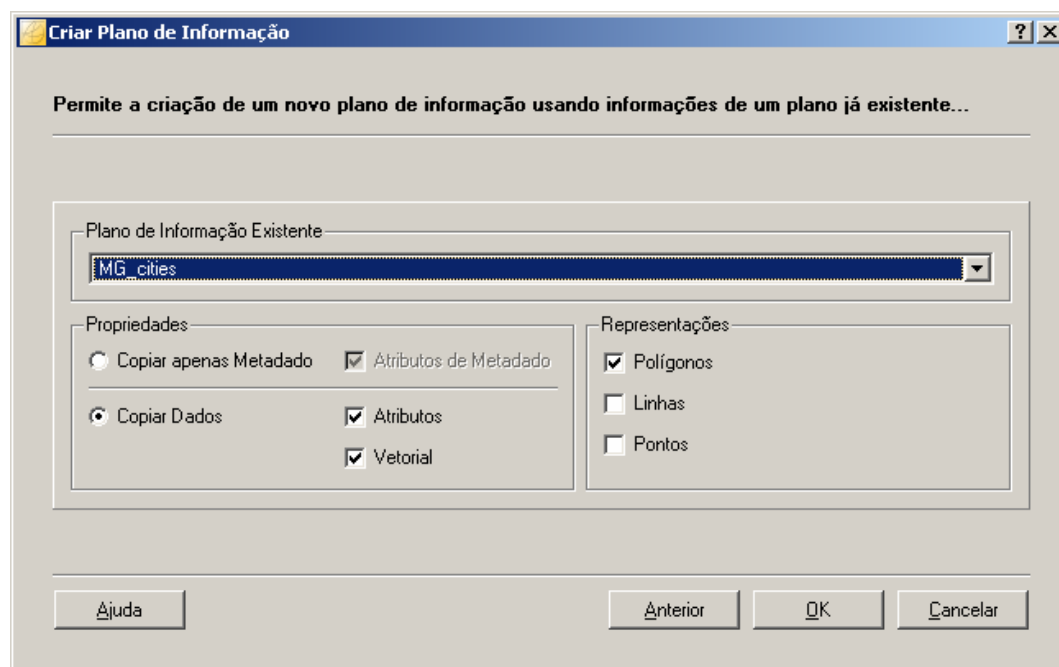 Criar Plano de Informação
Permite a criação de um novo plano de informação usando informações de um plano já existente...
Plano de Informação Existente
MG_cities
Propriedades
Copiar apenas Metadado
Atributos de Metadado
Copiar Dados
Atributos
Vetorial
Representações
Polígonos
Linhas
Pontos
Ajuda
Anterior
OK
Cancelar